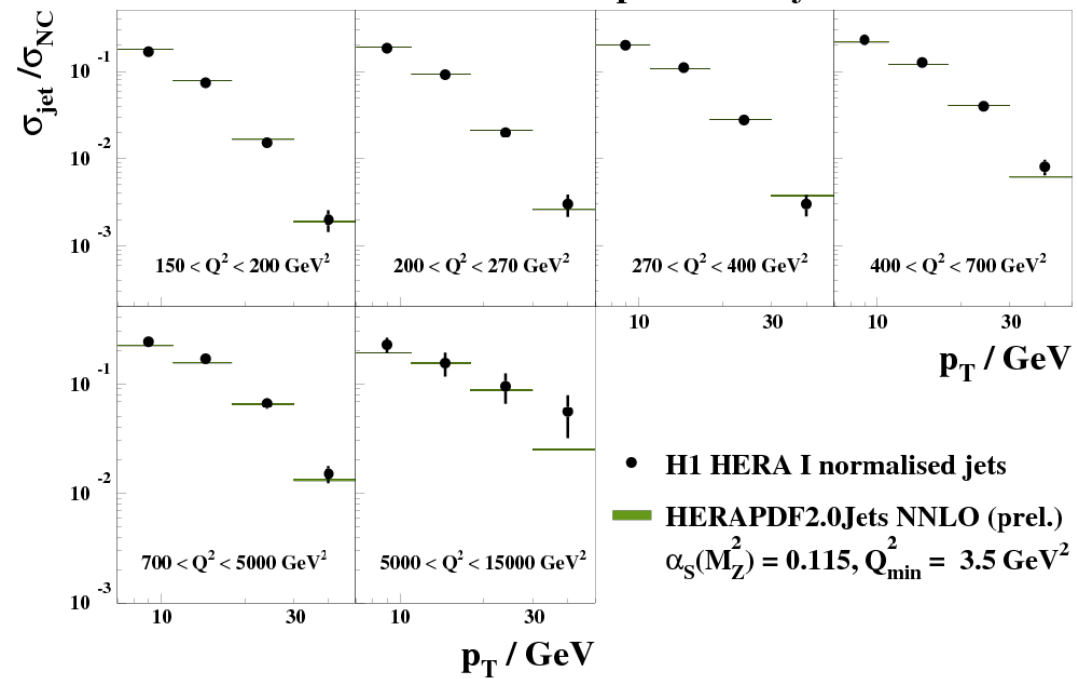 σjet /σNC
10 -1
10 -2
10 -3
150 < Q² < 200 GeV²
200 < Q² < 270 GeV²
270 < Q² < 400 GeV²
400 < Q² < 700 GeV²
10 30
10 30
pT / GeV
10 -1
10 -2
10 -3
700 < Q² < 5000 GeV²
5000 < Q² < 15000 GeV²
10 30
10 30
pT / GeV
H1 HERA I normalised jets
HERAPDF2.0Jets NNLO (prel.)
αS(M²Z) = 0.115, Q²min = 3.5 GeV²